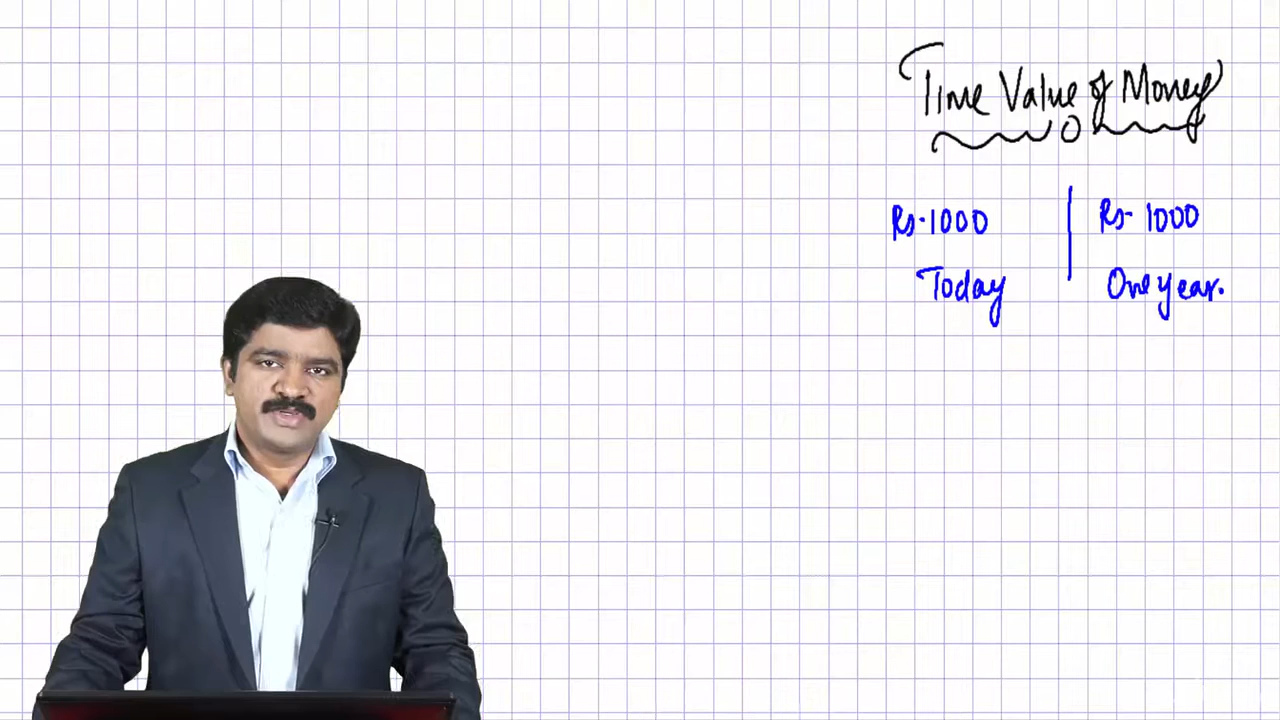 Time Value of Money
Rs. 1000 | Rs. 1000
Today One year.